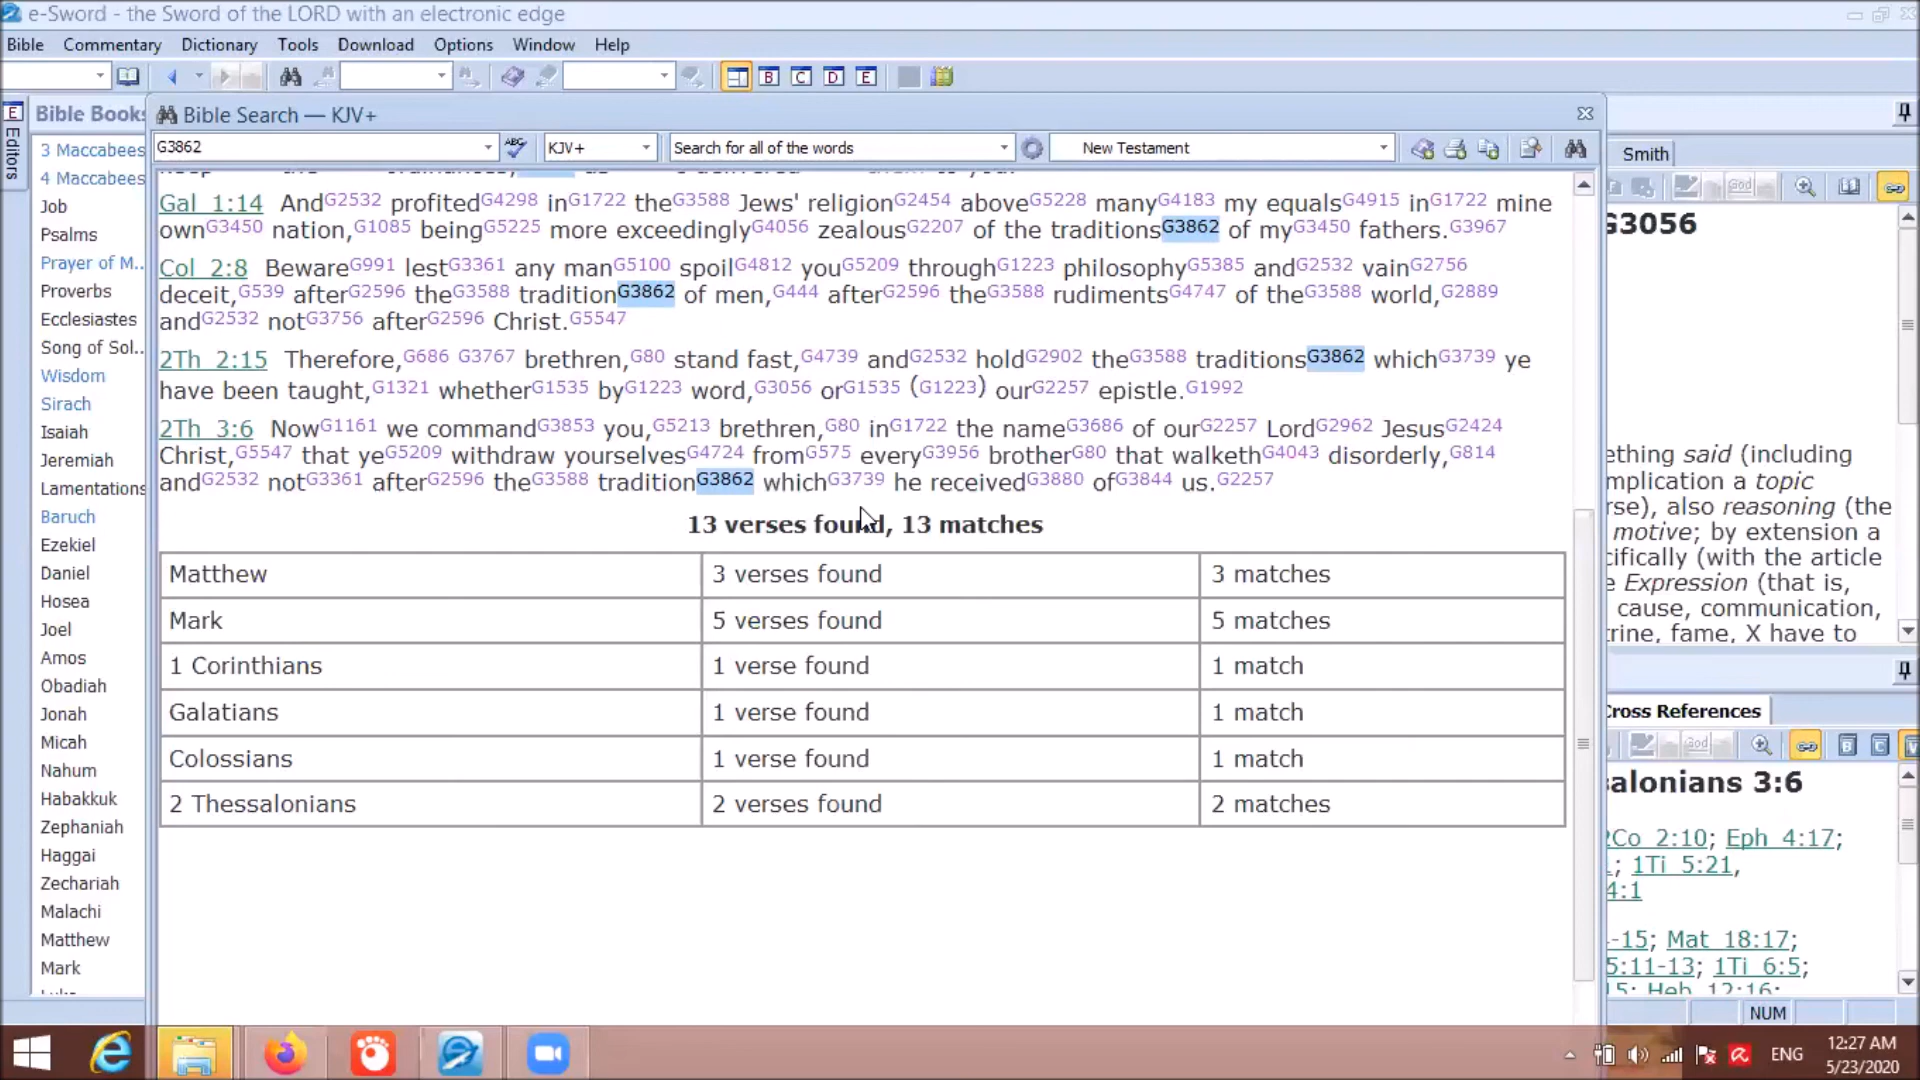 e-Sword - the Sword of the LORD with an electronic edge
Bible Commentary Dictionary Tools Download Options Window Help
B C D E
E Editors
Bible Books
3 Maccabees
4 Maccabees
Job
Psalms
Prayer of M..
Proverbs
Ecclesiastes
Song of Sol..
Wisdom
Sirach
Isaiah
Jeremiah
Lamentations
Baruch
Ezekiel
Daniel
Hosea
Joel
Amos
Obadiah
Jonah
Micah
Nahum
Habakkuk
Zephaniah
Haggai
Zechariah
Malachi
Matthew
Mark
Bible Search — KJV+
G3862 ABC KJV+ Search for all of the words New Testament
Gal 1:14 AndG2532 profitedG4298 inG1722 theG3588 Jews' religionG2454 aboveG5228 manyG4183 my equalsG4915 inG1722 mine
ownG3450 nation,G1085 beingG5225 more exceedinglyG4056 zealousG2207 of the traditionsG3862 of myG3450 fathers.G3967
Col 2:8 BewareG991 lestG3361 any manG5100 spoilG4812 youG5209 throughG1223 philosophyG5385 andG2532 vainG2756
deceit,G539 afterG2596 theG3588 traditionG3862 of men,G444 afterG2596 theG3588 rudimentsG4747 of theG3588 world,G2889
andG2532 notG3756 afterG2596 Christ.G5547
2Th 2:15 Therefore,G686 G3767 brethren,G80 stand fast,G4739 andG2532 holdG2902 theG3588 traditionsG3862 whichG3739 ye
have been taught,G1321 whetherG1535 byG1223 word,G3056 orG1535 (G1223) ourG2257 epistle.G1992
2Th 3:6 NowG1161 we commandG3853 you,G5213 brethren,G80 inG1722 the nameG3686 of ourG2257 LordG2962 JesusG2424
Christ,G5547 that yeG5209 withdraw yourselvesG4724 fromG575 everyG3956 brotherG80 that walkethG4043 disorderly,G814
andG2532 notG3361 afterG2596 theG3588 traditionG3862 whichG3739 he receivedG3880 ofG3844 us.G2257
13 verses found, 13 matches
Matthew 3 verses found 3 matches
Mark 5 verses found 5 matches
1 Corinthians 1 verse found 1 match
Galatians 1 verse found 1 match
Colossians 1 verse found 1 match
2 Thessalonians 2 verses found 2 matches
Smith
God
G3056
ething said (including
mplication a topic
rse), also reasoning (the
motive; by extension a
cifically (with the article
e Expression (that is,
cause, communication,
trine, fame, X have to
Cross References
God B C V
salonians 3:6
2Co 2:10; Eph 4:17;
; 1Ti 5:21,
4:1
-15; Mat 18:17;
5:11-13; 1Ti 6:5;
15; Heb 12:16;
NUM
ENG
12:27 AM
5/23/2020